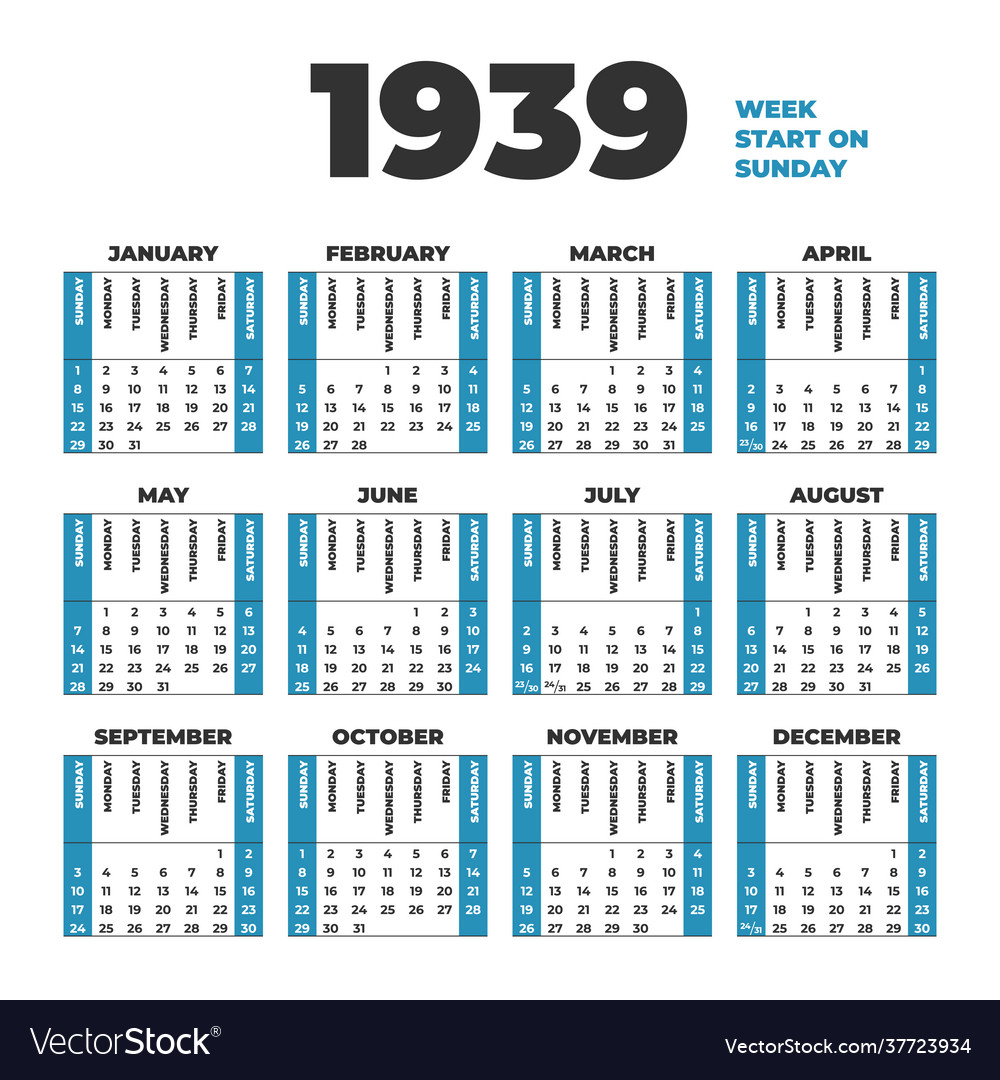 1939
WEEK
START ON
SUNDAY
JANUARY FEBRUARY MARCH APRIL
SUNDAY MONDAY TUESDAY WEDNESDAY THURSDAY FRIDAY SATURDAY SUNDAY MONDAY TUESDAY WEDNESDAY THURSDAY FRIDAY SATURDAY SUNDAY MONDAY TUESDAY WEDNESDAY THURSDAY FRIDAY SATURDAY SUNDAY MONDAY TUESDAY WEDNESDAY THURSDAY FRIDAY SATURDAY
1 2 3 4 5 6 7 1 2 3 4 1 2 3 4 1
8 9 10 11 12 13 14 5 6 7 8 9 10 11 5 6 7 8 9 10 11 2 3 4 5 6 7 8
15 16 17 18 19 20 21 12 13 14 15 16 17 18 12 13 14 15 16 17 18 9 10 11 12 13 14 15
22 23 24 25 26 27 28 19 20 21 22 23 24 25 19 20 21 22 23 24 25 16 17 18 19 20 21 22
29 30 31 26 27 28 26 27 28 29 30 31 23/30 24 25 26 27 28 29
MAY JUNE JULY AUGUST
SUNDAY MONDAY TUESDAY WEDNESDAY THURSDAY FRIDAY SATURDAY SUNDAY MONDAY TUESDAY WEDNESDAY THURSDAY FRIDAY SATURDAY SUNDAY MONDAY TUESDAY WEDNESDAY THURSDAY FRIDAY SATURDAY SUNDAY MONDAY TUESDAY WEDNESDAY THURSDAY FRIDAY SATURDAY
1 2 3 4 5 6 1 2 3 1 1 2 3 4 5
7 8 9 10 11 12 13 4 5 6 7 8 9 10 2 3 4 5 6 7 8 6 7 8 9 10 11 12
14 15 16 17 18 19 20 11 12 13 14 15 16 17 9 10 11 12 13 14 15 13 14 15 16 17 18 19
21 22 23 24 25 26 27 18 19 20 21 22 23 24 16 17 18 19 20 21 22 20 21 22 23 24 25 26
28 29 30 31 25 26 27 28 29 30 23/30 24/31 25 26 27 28 29 27 28 29 30 31
SEPTEMBER OCTOBER NOVEMBER DECEMBER
SUNDAY MONDAY TUESDAY WEDNESDAY THURSDAY FRIDAY SATURDAY SUNDAY MONDAY TUESDAY WEDNESDAY THURSDAY FRIDAY SATURDAY SUNDAY MONDAY TUESDAY WEDNESDAY THURSDAY FRIDAY SATURDAY SUNDAY MONDAY TUESDAY WEDNESDAY THURSDAY FRIDAY SATURDAY
1 2 1 2 3 4 5 6 7 1 2 3 4 1 2
3 4 5 6 7 8 9 8 9 10 11 12 13 14 5 6 7 8 9 10 11 3 4 5 6 7 8 9
10 11 12 13 14 15 16 15 16 17 18 19 20 21 12 13 14 15 16 17 18 10 11 12 13 14 15 16
17 18 19 20 21 22 23 22 23 24 25 26 27 28 19 20 21 22 23 24 25 17 18 19 20 21 22 23
24 25 26 27 28 29 30 29 30 31 26 27 28 29 30 24/31 25 26 27 28 29 30
VectorStock® VectorStock.com/37723934